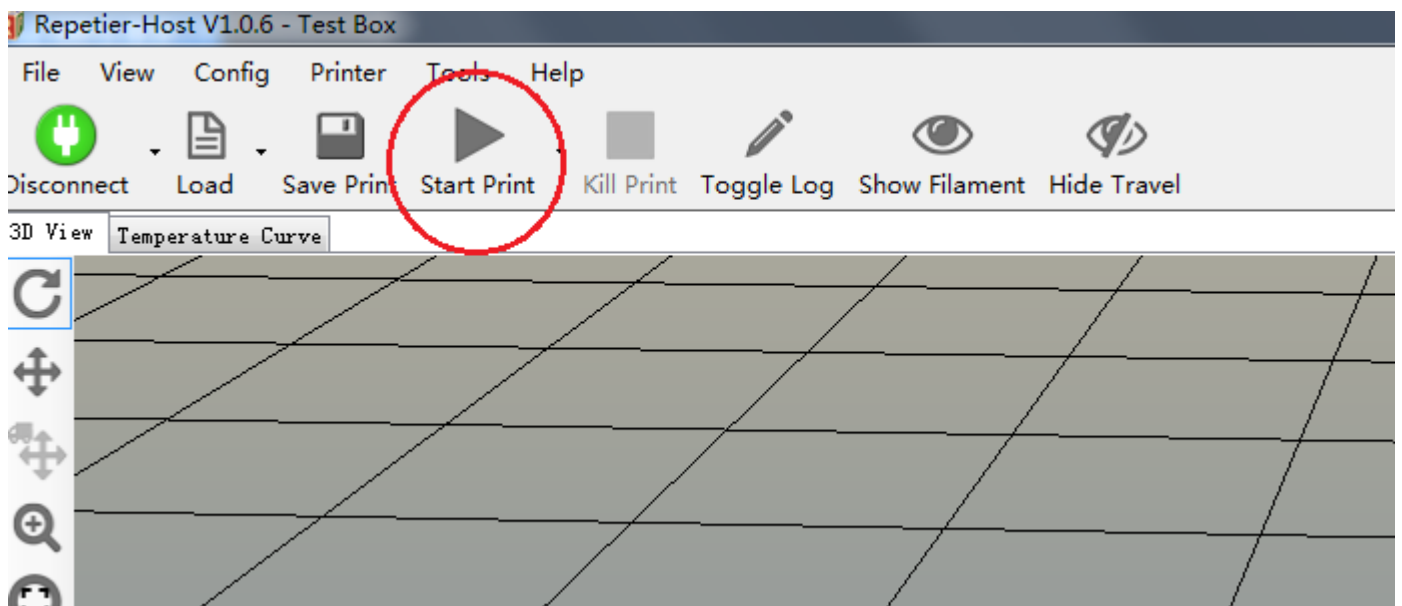 Repetier-Host V1.0.6 - Test Box
File View Config Printer Tools Help
Disconnect Load Save Print Start Print Kill Print Toggle Log Show Filament Hide Travel
3D View Temperature Curve